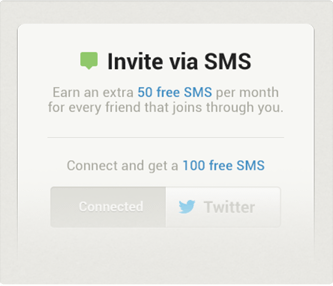 Invite via SMS
Earn an extra 50 free SMS per month
for every friend that joins through you.
Connect and get a 100 free SMS
Connected Twitter